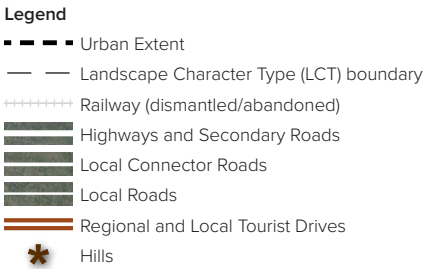 Legend
Urban Extent
Landscape Character Type (LCT) boundary
Railway (dismantled/abandoned)
Highways and Secondary Roads
Local Connector Roads
Local Roads
Regional and Local Tourist Drives
Hills